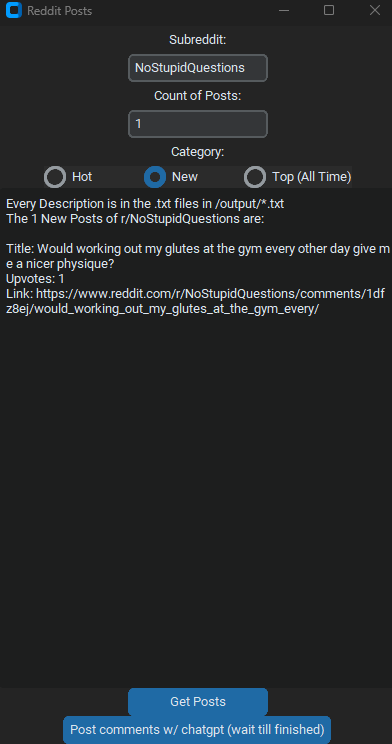 Reddit Posts
Subreddit:
NoStupidQuestions
Count of Posts:
1
Category:
Hot New Top (All Time)
Every Description is in the .txt files in /output/*.txt
The 1 New Posts of r/NoStupidQuestions are:
Title: Would working out my glutes at the gym every other day give m
e a nicer physique?
Upvotes: 1
Link: https://www.reddit.com/r/NoStupidQuestions/comments/1df
z8ej/would_working_out_my_glutes_at_the_gym_every/
Get Posts
Post comments w/ chatgpt (wait till finished)